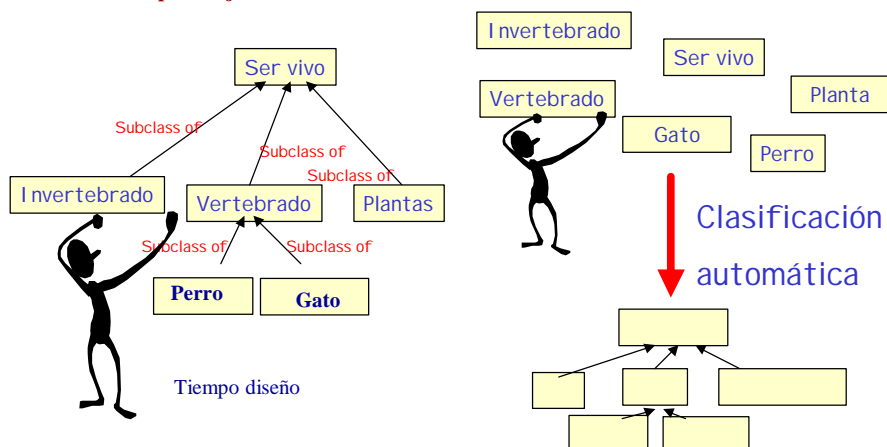 Ser vivo
Subclass of
Subclass of
Subclass of
Invertebrado
Vertebrado
Plantas
Subclass of
Subclass of
Perro
Gato
Tiempo diseño
Invertebrado
Ser vivo
Vertebrado
Planta
Gato
Perro
Clasificación
automática